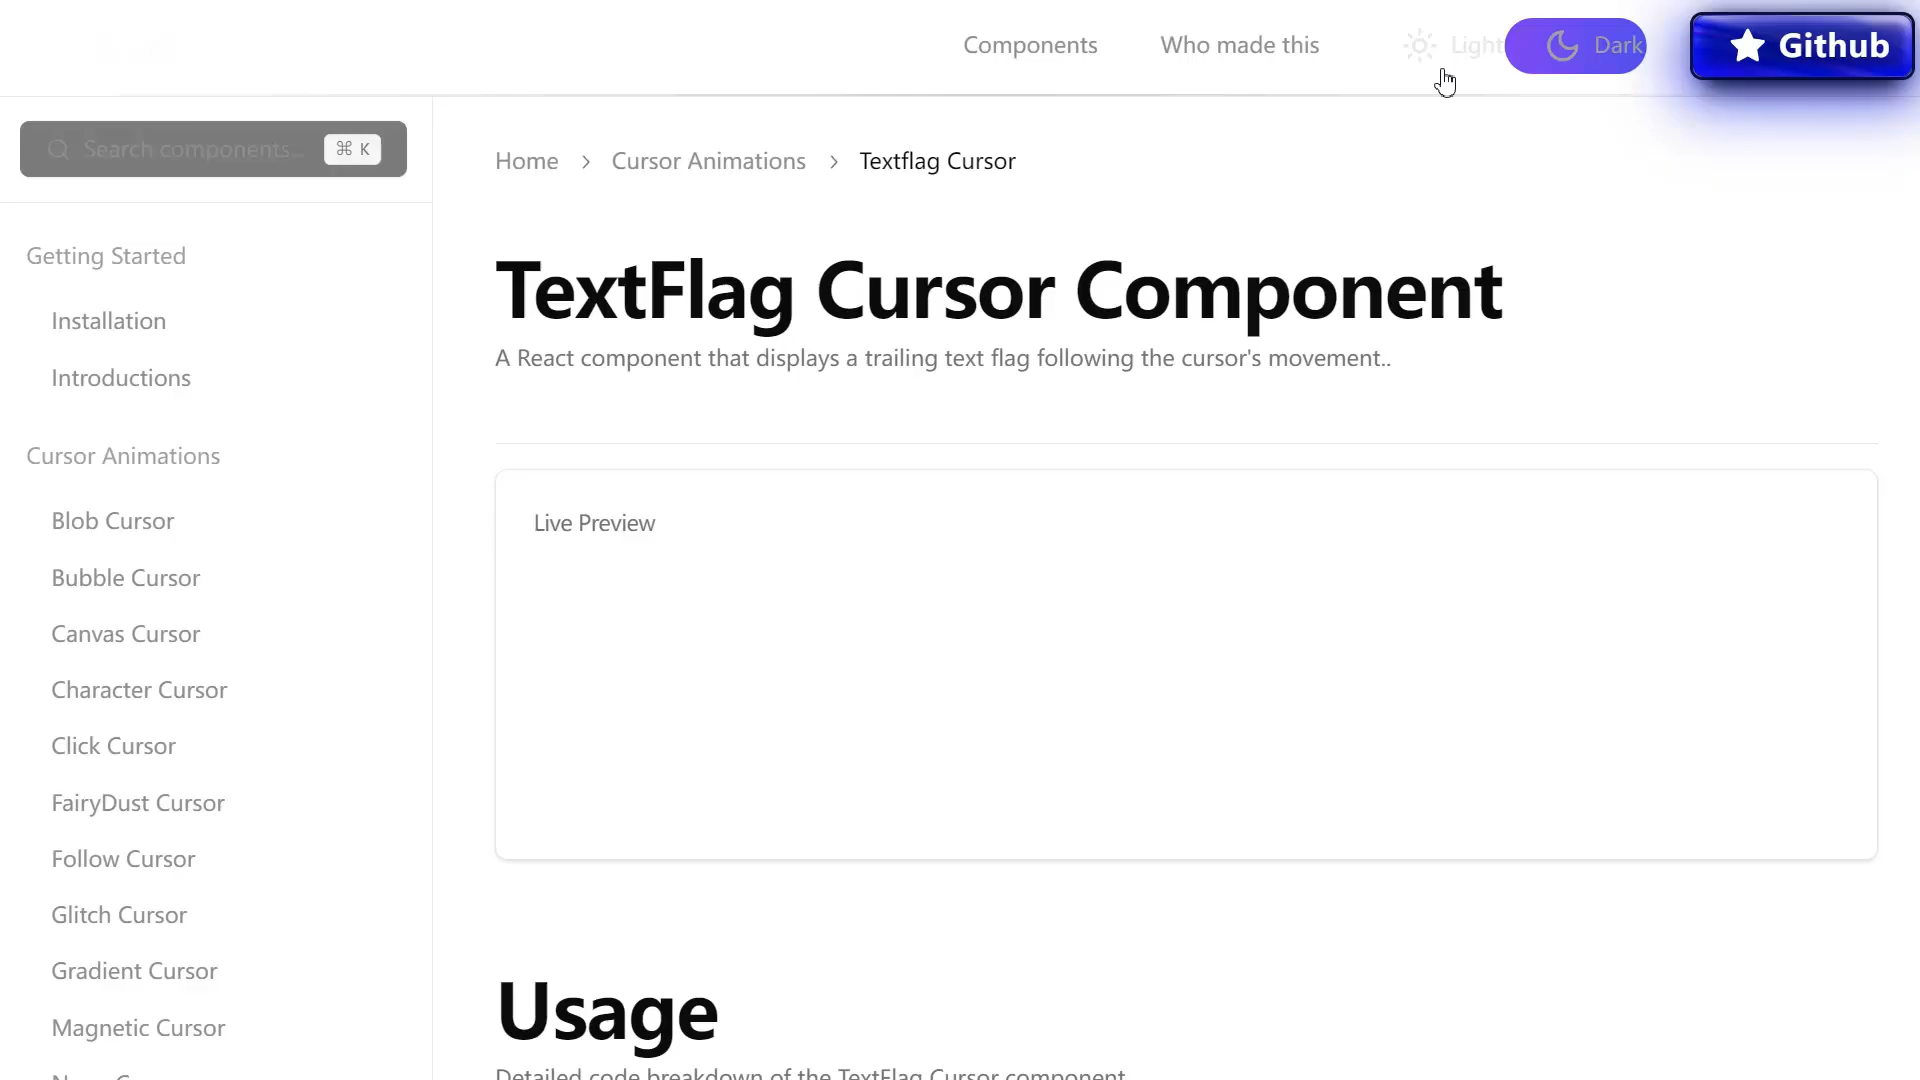 Components
Who made this
Light
Dark
Github
Search components...
⌘ K
Home > Cursor Animations > Textflag Cursor
Getting Started
Installation
Introductions
Cursor Animations
Blob Cursor
Bubble Cursor
Canvas Cursor
Character Cursor
Click Cursor
FairyDust Cursor
Follow Cursor
Glitch Cursor
Gradient Cursor
Magnetic Cursor
TextFlag Cursor Component
A React component that displays a trailing text flag following the cursor's movement..
Live Preview
Usage
Detailed code breakdown of the TextFlag Cursor component